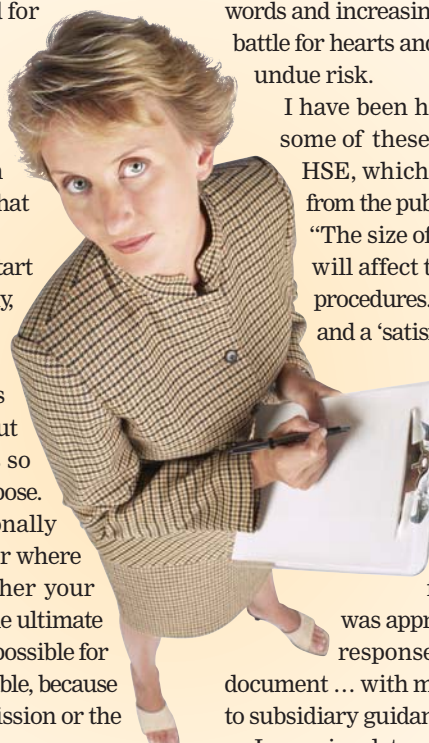 l for
n
hat
tart
y,
s
ut
so
pose.
onally
r where
her your
e ultimate
possible for
ble, because
ission or the
words and increasin
battle for hearts and
undue risk.
I have been h
some of these
HSE, which
from the pub
“The size of
will affect t
procedures.
and a ‘satis
was appr
response
document … with m
to subsidiary guidan